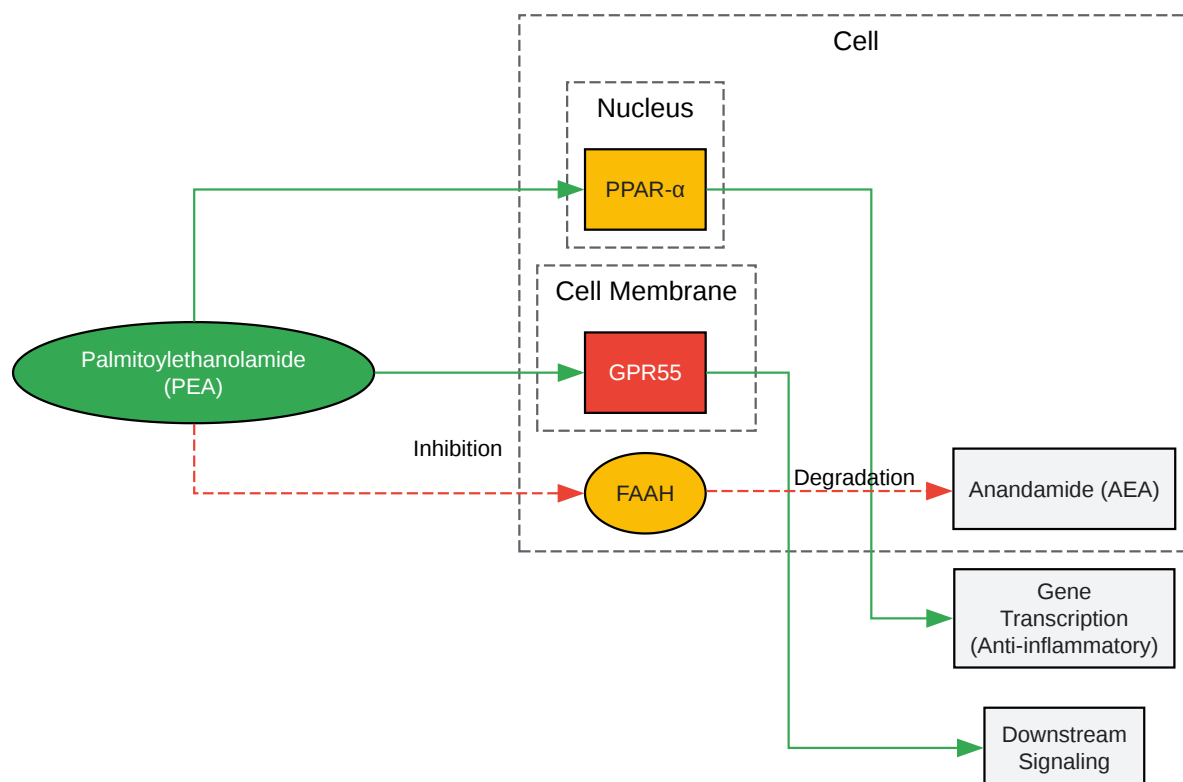 Cell
Nucleus
PPAR-α
Cell Membrane
Palmitoylethanolamide
(PEA)
GPR55
Inhibition
FAAH
Degradation
Anandamide (AEA)
Gene
Transcription
(Anti-inflammatory)
Downstream
Signaling